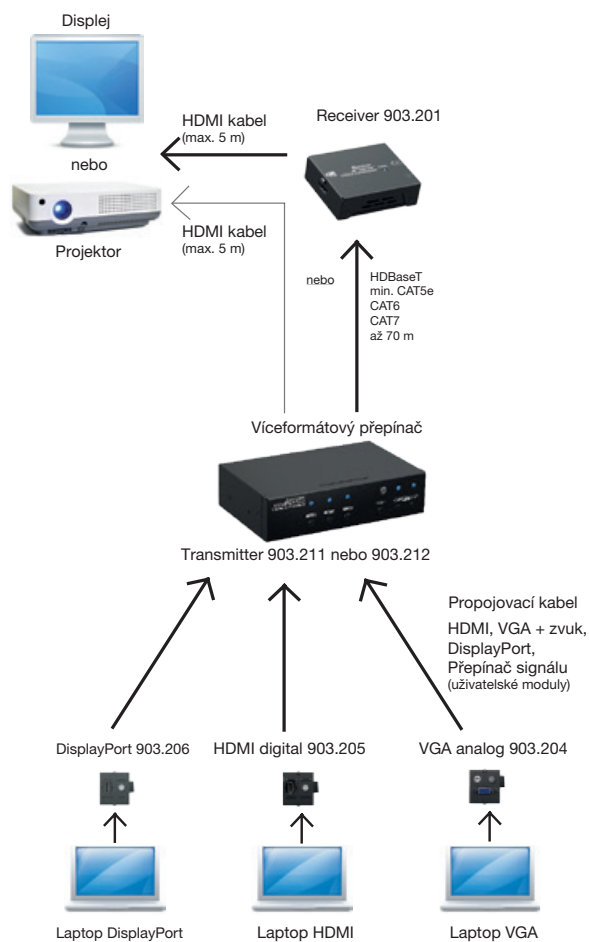 Displej
HDMI kabel
(max. 5 m)
Receiver 903.201
nebo
Projektor
HDMI kabel
(max. 5 m)
nebo
HDBaseT
min. CAT5e
CAT6
CAT7
až 70 m
Víceformátový přepínač
Transmitter 903.211 nebo 903.212
Propojovací kabel
HDMI, VGA + zvuk,
DisplayPort,
Přepínač signálu
(uživatelské moduly)
DisplayPort 903.206
HDMI digital 903.205
VGA analog 903.204
Laptop DisplayPort
Laptop HDMI
Laptop VGA